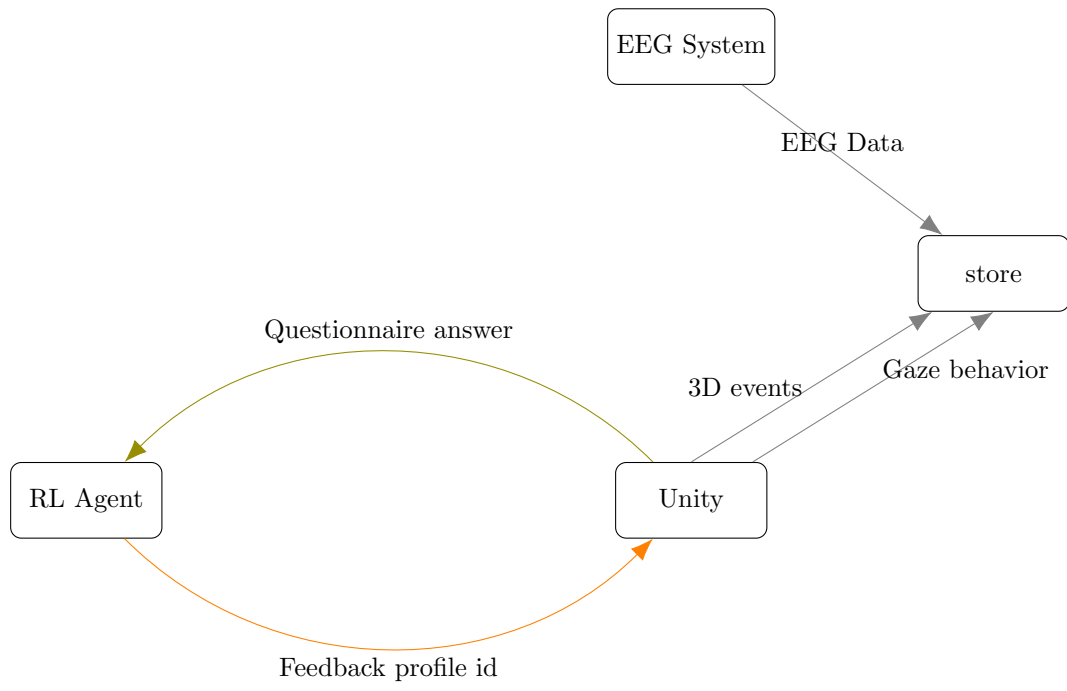 EEG System
EEG Data
store
Questionnaire answer
Gaze behavior
3D events
RL Agent
Unity
Feedback profile id